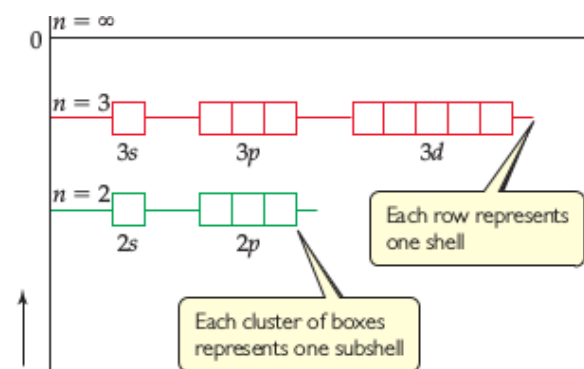 n = ∞
0
n = 3
3s 3p 3d
n = 2
2s 2p
Each row represents
one shell
Each cluster of boxes
represents one subshell